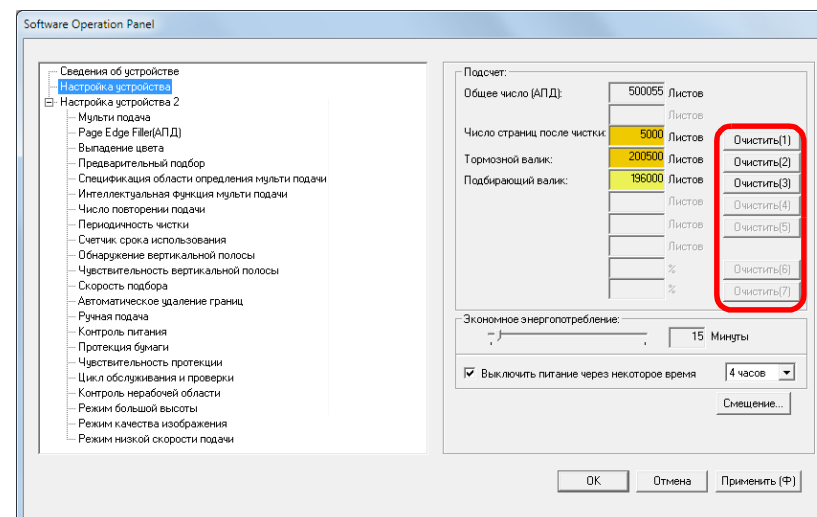 Software Operation Panel
Сведения об устройстве
Настройка устройства
Настройка устройства 2
Мульти подача
Page Edge Filler(АПД)
Выпадение цвета
Предварительный подбор
Спецификация области опредления мульти подачи
Интеллектуальная функция мульти подачи
Число повторении подачи
Периодичность чистки
Счетчик срока использования
Обнаружение вертикальной полосы
Чувствительность вертикальной полосы
Скорость подбора
Автоматическое удаление границ
Ручная подача
Контроль питания
Протекция бумаги
Чувствительность протекции
Цикл обслуживания и проверки
Контроль нерабочей области
Режим большой высоты
Режим качества изображения
Режим низкой скорости подачи
Подсчет:
Общее число (АПД): 500055 Листов
Листов
Число страниц после чистки: 5000 Листов Очистить(1)
Тормозной валик: 200500 Листов Очистить(2)
Подбирающий валик: 196000 Листов Очистить(3)
Листов Очистить(4)
Листов Очистить(5)
Листов
% Очистить(6)
% Очистить(7)
Экономное энергопотребление:
15 Минуты
Выключить питание через некоторое время 4 часов
Смещение...
OK Отмена Применить (Ф)